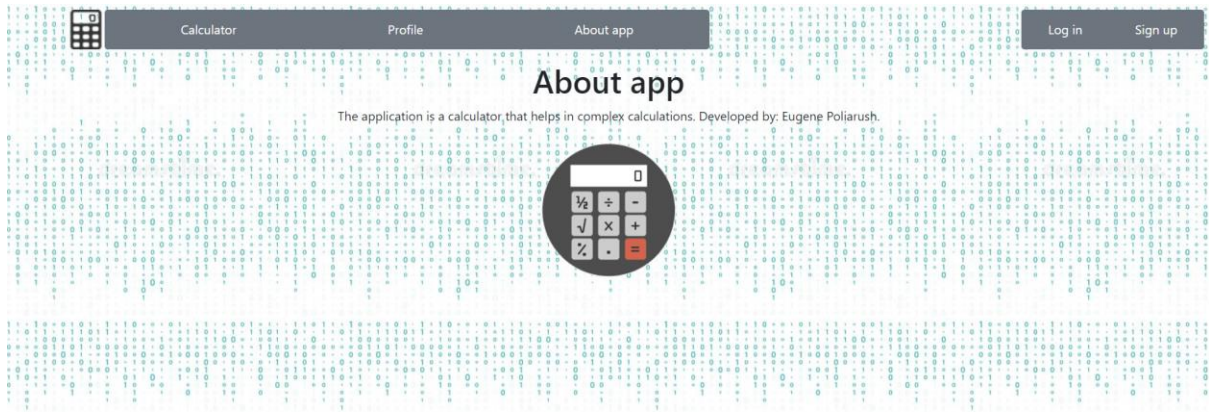 Calculator Profile About app Log in Sign up
About app
The application is a calculator that helps in complex calculations. Developed by: Eugene Poliarush.
0
½ ÷ -
√ × +
% . =